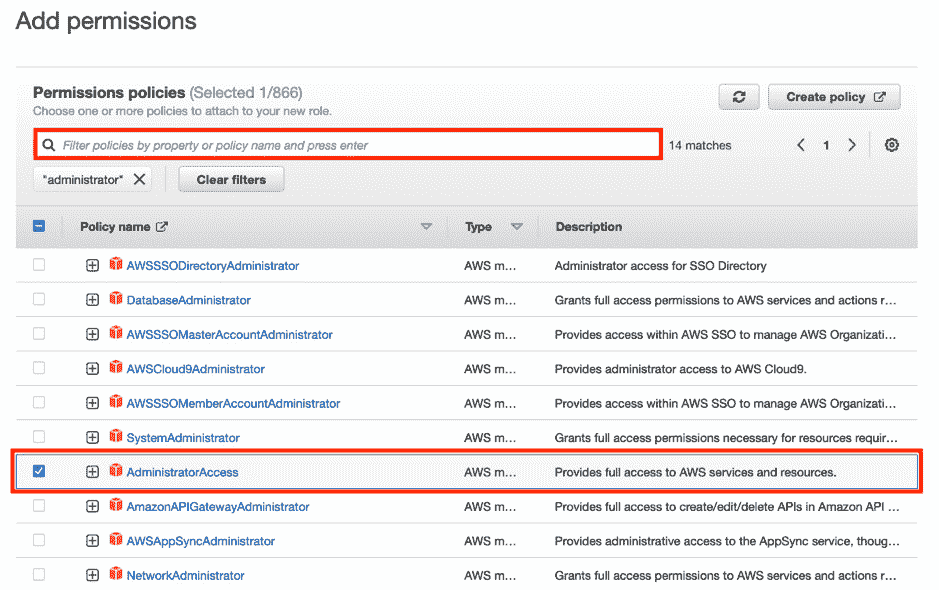 Add permissions
Permissions policies (Selected 1/866)
Choose one or more policies to attach to your new role.
Create policy
Filter policies by property or policy name and press enter
14 matches
1
"administrator"
Clear filters
Policy name Type Description
AWSSSODirectoryAdministrator AWS m... Administrator access for SSO Directory
DatabaseAdministrator AWS m... Grants full access permissions to AWS services and actions r...
AWSSSOMasterAccountAdministrator AWS m... Provides access within AWS SSO to manage AWS Organizati...
AWSCloud9Administrator AWS m... Provides administrator access to AWS Cloud9.
AWSSSOMemberAccountAdministrator AWS m... Provides access within AWS SSO to manage AWS Organizati...
SystemAdministrator AWS m... Grants full access permissions necessary for resources requir...
AdministratorAccess AWS m... Provides full access to AWS services and resources.
AmazonAPIGatewayAdministrator AWS m... Provides full access to create/edit/delete APIs in Amazon API ...
AWSAppSyncAdministrator AWS m... Provides administrative access to the AppSync service, thoug...
NetworkAdministrator AWS m... Grants full access permissions to AWS services and actions r...